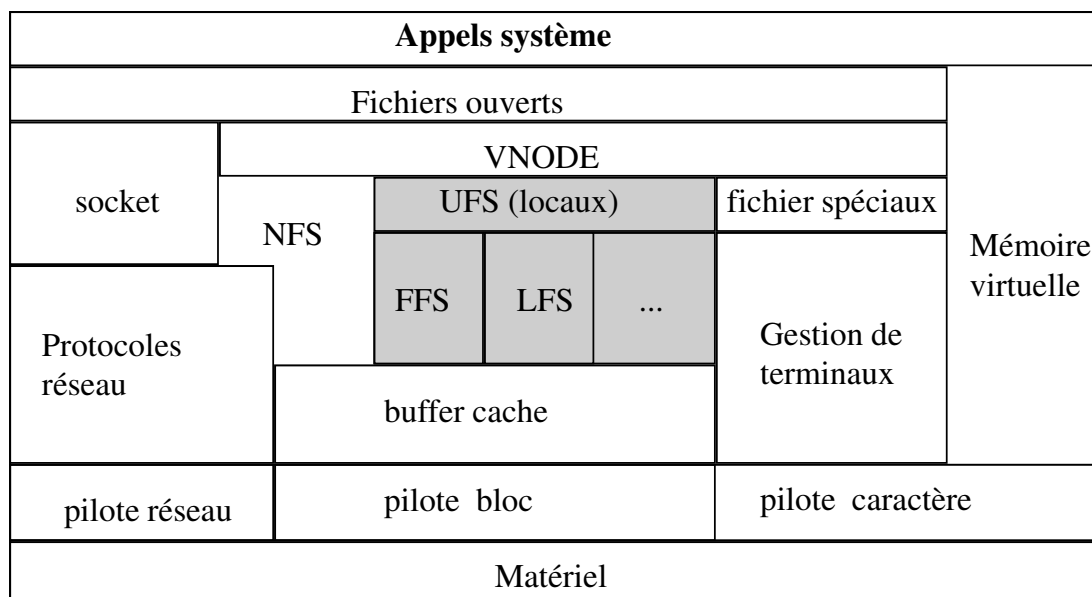 Appels système
Fichiers ouverts
VNODE
socket
NFS
UFS (locaux)
fichier spéciaux
Mémoire
virtuelle
FFS
LFS
...
Protocoles
réseau
Gestion de
terminaux
buffer cache
pilote réseau
pilote bloc
pilote caractère
Matériel